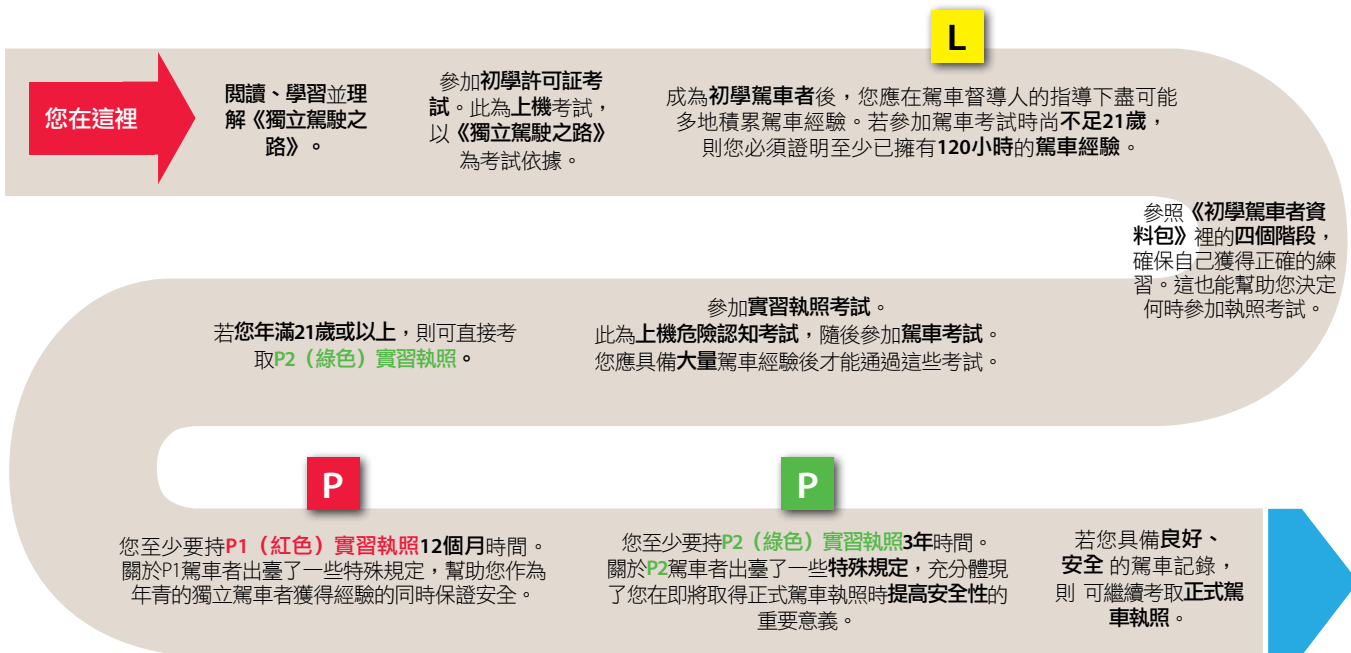 L
您在這裡
閱讀、學習並理
解《獨立駕駛之
路》。
參加初學許可証考
試。此為上機考試，
以《獨立駕駛之路》
為考試依據。
成為初學駕車者後，您應在駕車督導人的指導下盡可能
多地積累駕車經驗。若參加駕車考試時尚不足21歲，
則您必須證明至少已擁有120小時的駕車經驗。
參照《初學駕車者資
料包》裡的四個階段，
確保自己獲得正確的練
習。這也能幫助您決定
何時參加執照考試。
參加實習執照考試。
此為上機危險認知考試，隨後參加駕車考試。
您應具備大量駕車經驗後才能通過這些考試。
若您年滿21歲或以上，則可直接考
取P2（綠色）實習執照。
P
您至少要持P1（紅色）實習執照12個月時間。
關於P1駕車者出臺了一些特殊規定，幫助您作為
年青的獨立駕車者獲得經驗的同時保證安全。
P
您至少要持P2（綠色）實習執照3年時間。
關於P2駕車者出臺了一些特殊規定，充分體現
了您在即將取得正式駕車執照時提高安全性的
重要意義。
若您具備良好、
安全 的駕車記錄，
則 可繼續考取正式駕
車執照。